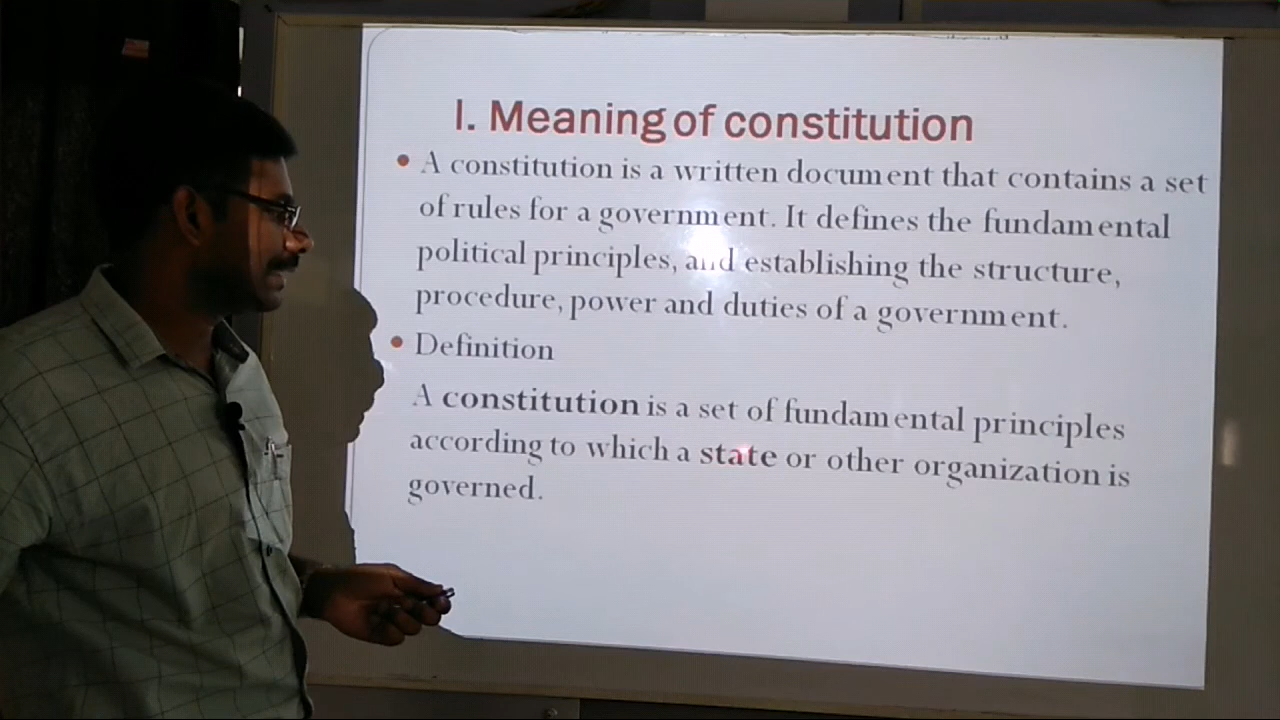 I. Meaning of constitution
• A constitution is a written document that contains a set
of rules for a government. It defines the fundamental
political principles, and establishing the structure,
procedure, power and duties of a government.
• Definition
A constitution is a set of fundamental principles
according to which a state or other organization is
governed.